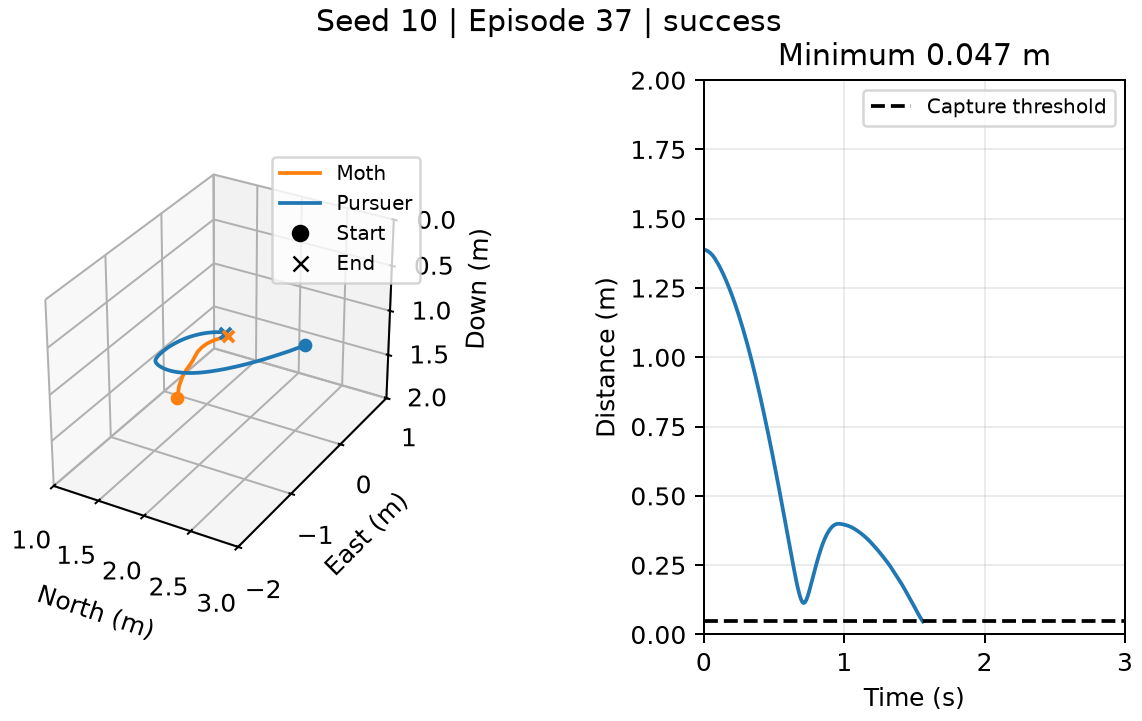 Seed 10 | Episode 37 | success
Moth
Pursuer
Start
End
0.0
0.5
1.0
1.5
2.0
Down (m)
1
0
−1
−2
East (m)
1.0
1.5
2.0
2.5
3.0
North (m)
Minimum 0.047 m
Capture threshold
2.00
1.75
1.50
1.25
1.00
0.75
0.50
0.25
0.00
Distance (m)
0 1 2 3
Time (s)